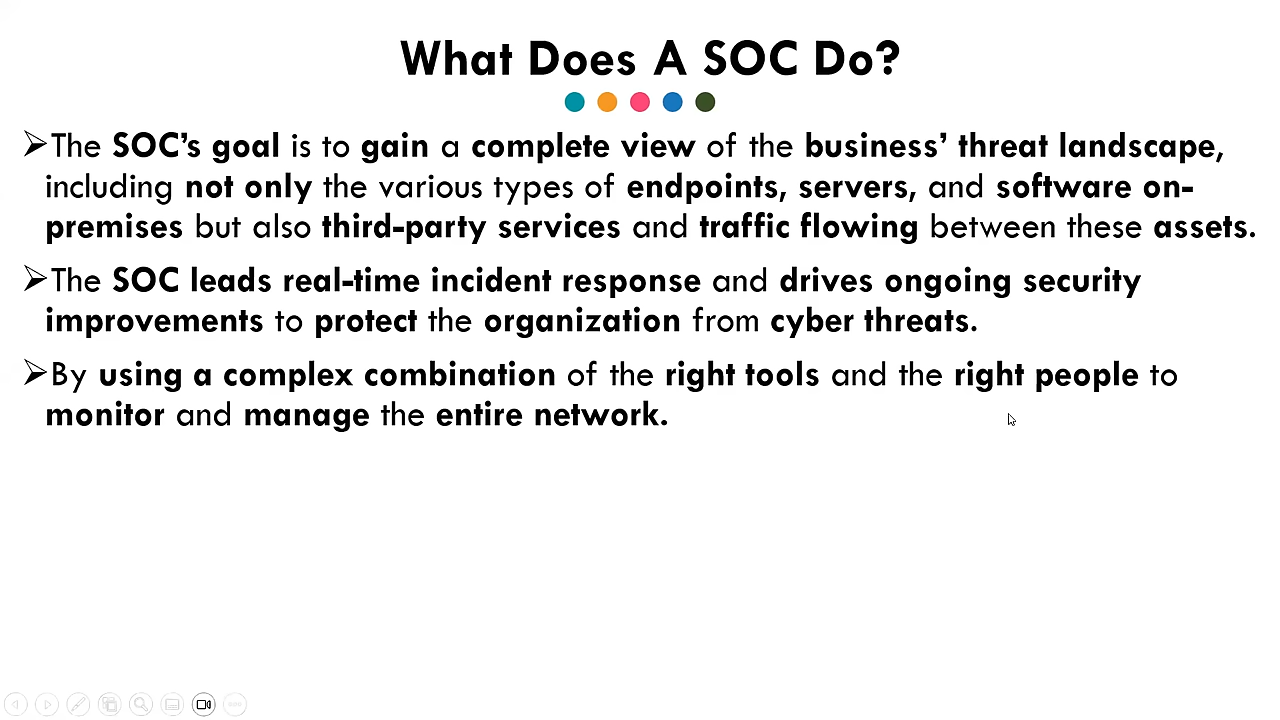 What Does A SOC Do?
➢The SOC’s goal is to gain a complete view of the business’ threat landscape,
including not only the various types of endpoints, servers, and software on-
premises but also third-party services and traffic flowing between these assets.
➢The SOC leads real-time incident response and drives ongoing security
improvements to protect the organization from cyber threats.
➢By using a complex combination of the right tools and the right people to
monitor and manage the entire network.